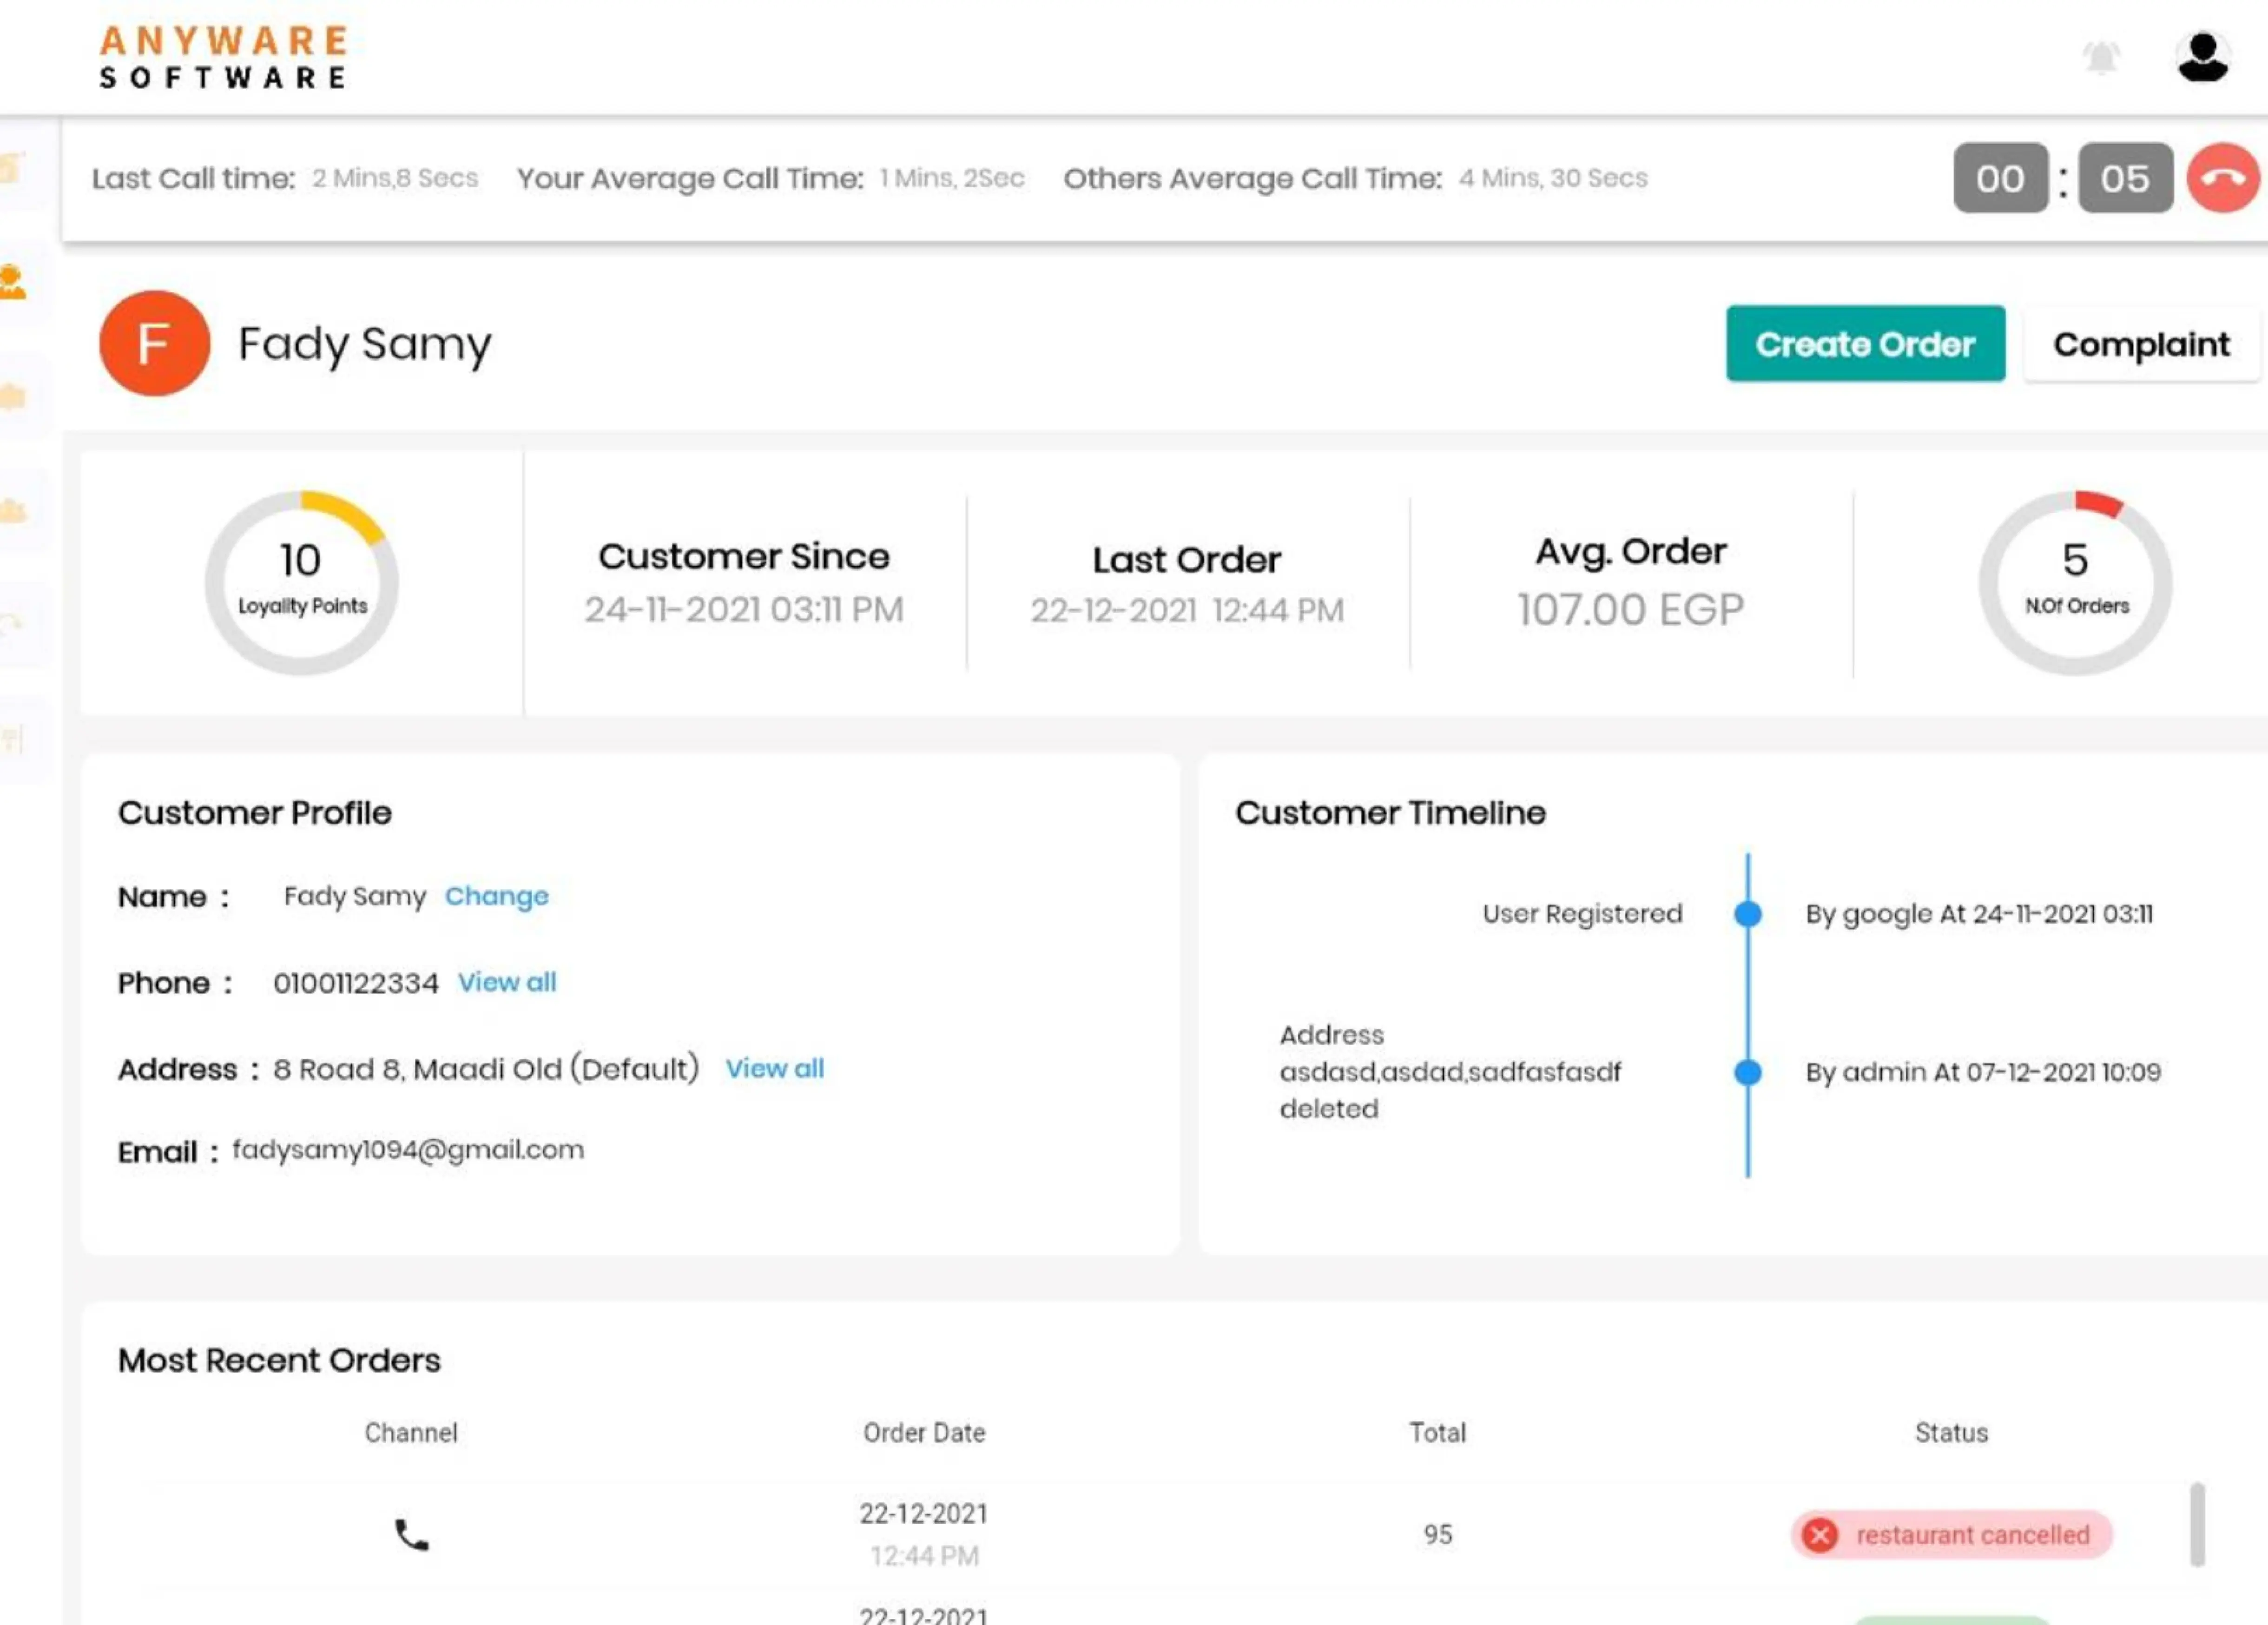 ANYWARE
SOFTWARE
Last Call time: 2 Mins,8 Secs Your Average Call Time: 1 Mins, 2Sec Others Average Call Time: 4 Mins, 30 Secs 00 : 05
F Fady Samy Create Order Complaint
10
Loyality Points
Customer Since
24-11-2021 03:11 PM
Last Order
22-12-2021 12:44 PM
Avg. Order
107.00 EGP
5
N.Of Orders
Customer Profile
Name : Fady Samy Change
Phone : 01001122334 View all
Address : 8 Road 8, Maadi Old (Default) View all
Email : fadysamy1094@gmail.com
Customer Timeline
User Registered By google At 24-11-2021 03:11
Address
asdasd,asdad,sadfasfasdf By admin At 07-12-2021 10:09
deleted
Most Recent Orders
Channel Order Date Total Status
22-12-2021
12:44 PM 95 restaurant cancelled
22-12-2021